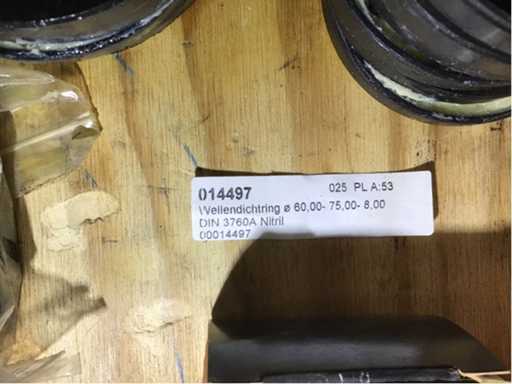 014497 025 PL A:53
Wellendichtring ø 60,00- 75,00- 8,00
DIN 3760A Nitril
00014497